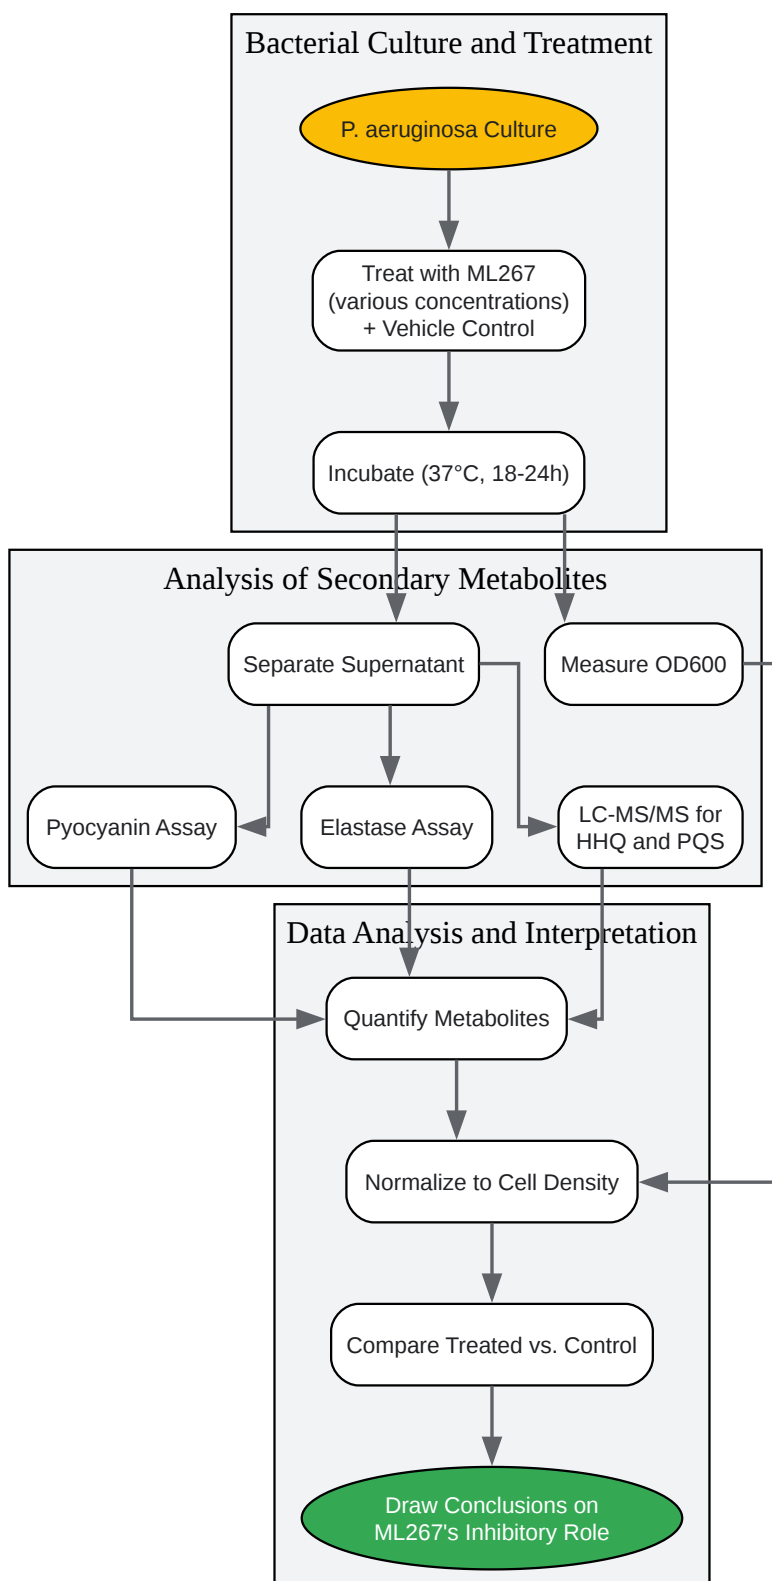 Bacterial Culture and Treatment
P. aeruginosa Culture
Treat with ML267
(various concentrations)
+ Vehicle Control
Incubate (37°C, 18-24h)
Analysis of Secondary Metabolites
Separate Supernatant
Measure OD600
Pyocyanin Assay
Elastase Assay
LC-MS/MS for
HHQ and PQS
Data Analysis and Interpretation
Quantify Metabolites
Normalize to Cell Density
Compare Treated vs. Control
Draw Conclusions on
ML267's Inhibitory Role